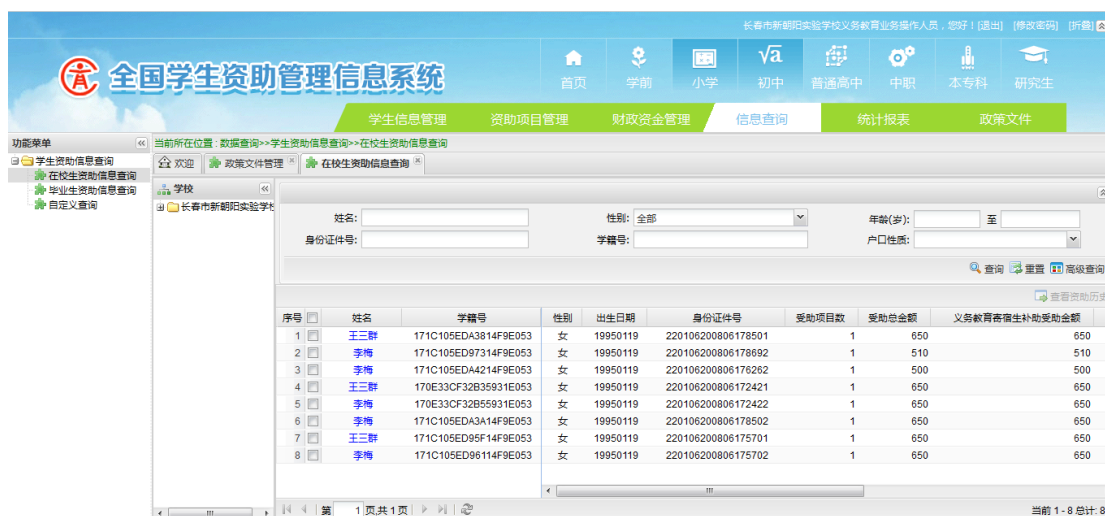 长春市新朝阳实验学校义务教育业务操作人员，您好！[退出] [修改密码] [折叠]
全国学生资助管理信息系统
首页 学前 小学 初中 普通高中 中职 本专科 研究生
√a
学生信息管理 资助项目管理 财政资金管理 信息查询 统计报表 政策文件
功能菜单
当前所在位置：数据查询>>学生资助信息查询>>在校生资助信息查询
学生资助信息查询
在校生资助信息查询
毕业生资助信息查询
自定义查询
欢迎 政策文件管理 在校生资助信息查询
学校
长春市新朝阳实验学校
姓名： 性别： 全部 年龄(岁)： 至
身份证件号： 学籍号： 户口性质：
查询 重置 高级查询
查看资助历史
序号 姓名 学籍号 性别 出生日期 身份证件号 受助项目数 受助总金额 义务教育寄宿生补助受助金额
1 王三群 171C105EDA3814F9E053 女 19950119 220106200806178501 1 650 650
2 李梅 171C105ED97314F9E053 女 19950119 220106200806178692 1 510 510
3 李梅 171C105EDA4214F9E053 女 19950119 220106200806176262 1 500 500
4 王三群 170E33CF32B35931E053 女 19950119 220106200806172421 1 650 650
5 李梅 170E33CF32B55931E053 女 19950119 220106200806172422 1 650 650
6 李梅 171C105EDA3A14F9E053 女 19950119 220106200806178502 1 650 650
7 王三群 171C105ED95F14F9E053 女 19950119 220106200806175701 1 650 650
8 李梅 171C105ED96114F9E053 女 19950119 220106200806175702 1 650 650
第 1 页,共 1 页
当前 1 - 8 总计: 8